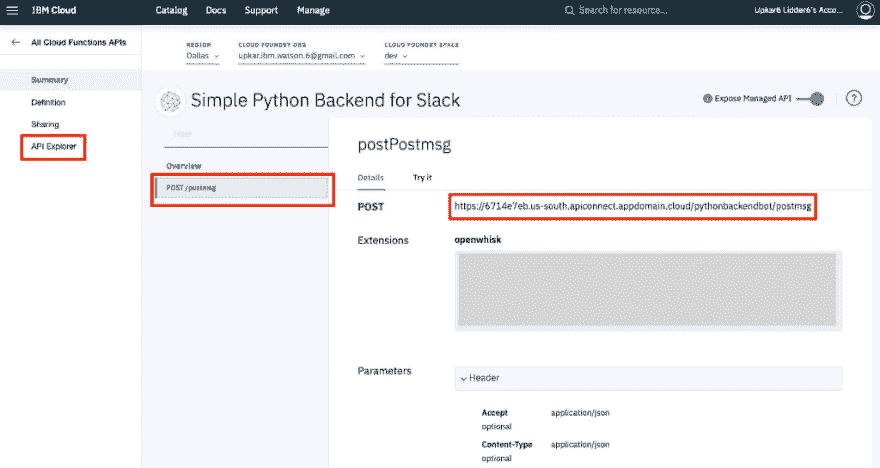 IBM Cloud
Catalog Docs Support Manage
Search for resource...
Upkar6 Lidder6's Acco...
← All Cloud Functions APIs
REGION CLOUD FOUNDRY ORG CLOUD FOUNDRY SPACE
Dallas upkar.ibm.watson.6@gmail.com dev
Summary
Definition
Sharing
API Explorer
Simple Python Backend for Slack
Expose Managed API
?
Filter
Overview
POST /postmsg
postPostmsg
Details Try it
POST https://6714e7eb.us-south.apiconnect.appdomain.cloud/pythonbackendbot/postmsg
Extensions openwhisk
Parameters Header
Accept application/json
optional
Content-Type application/json
optional